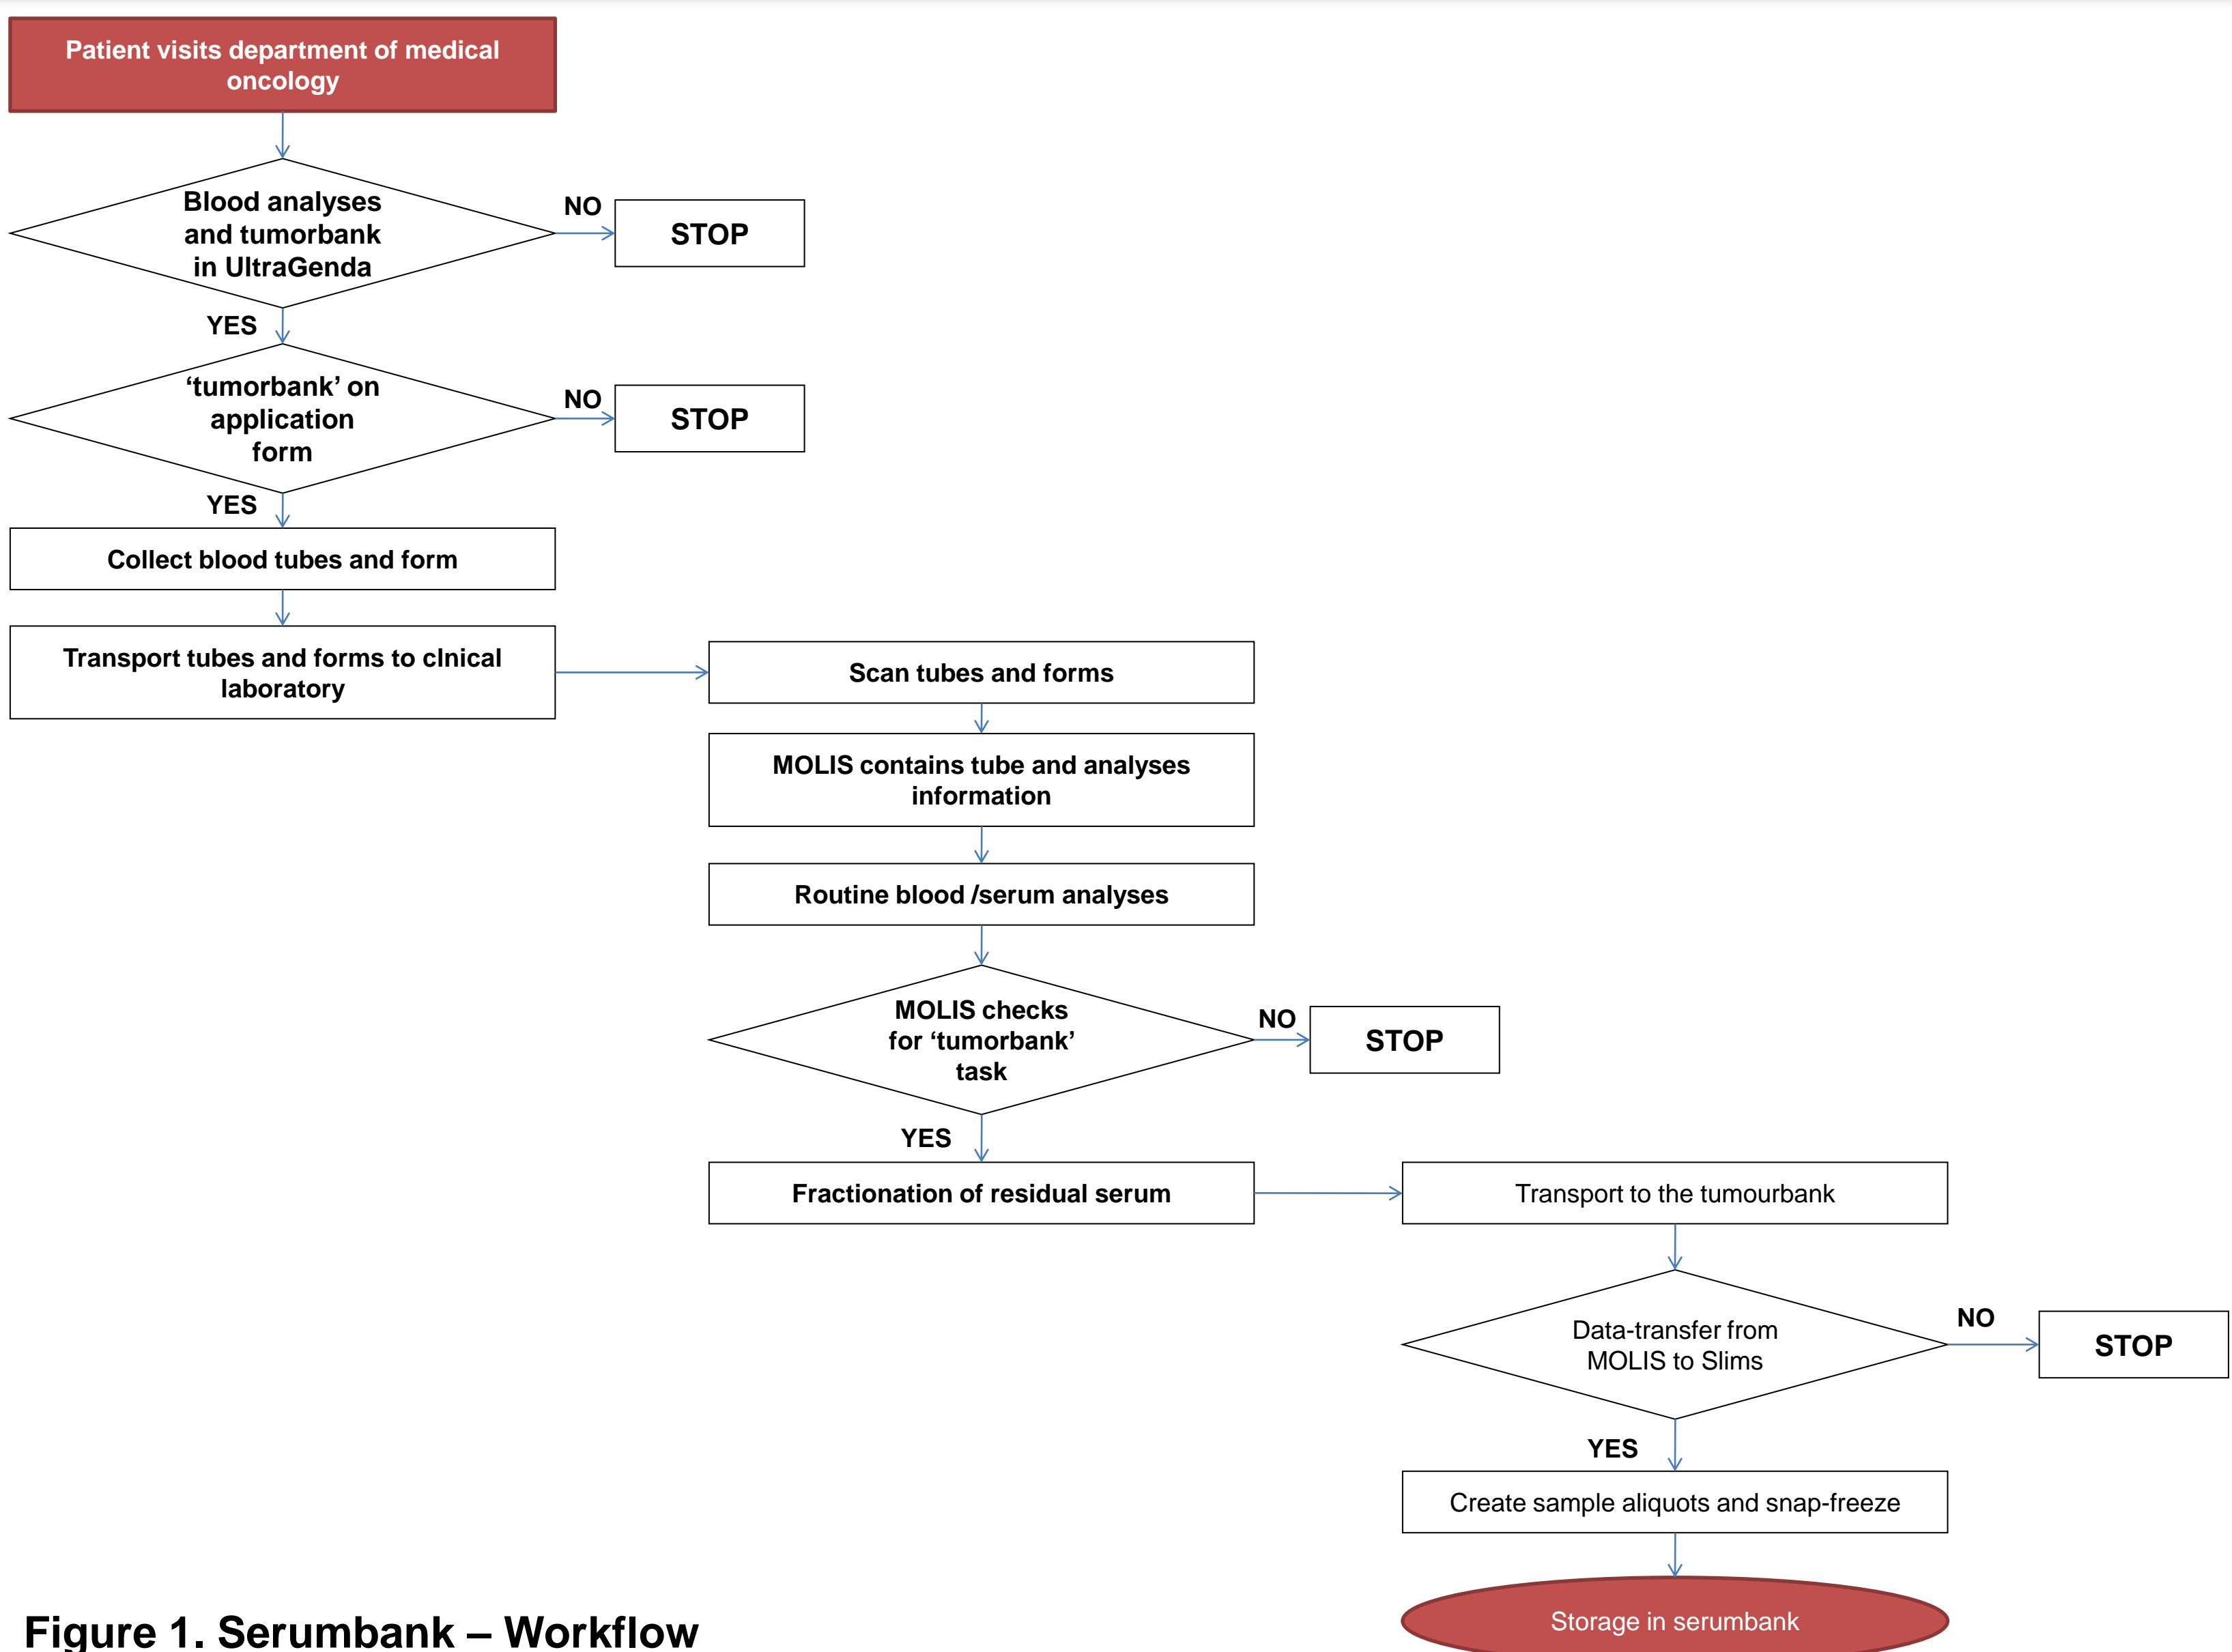 Patient visits department of medical
oncology
Blood analyses
and tumorbank
in UltraGenda
NO
STOP
YES
‘tumorbank’ on
application
form
NO
STOP
YES
Collect blood tubes and form
Transport tubes and forms to clnical
laboratory
Scan tubes and forms
MOLIS contains tube and analyses
information
Routine blood /serum analyses
MOLIS checks
for ‘tumorbank’
task
NO
STOP
YES
Fractionation of residual serum
Transport to the tumourbank
Data-transfer from
MOLIS to Slims
NO
STOP
YES
Create sample aliquots and snap-freeze
Storage in serumbank
Figure 1. Serumbank – Workflow